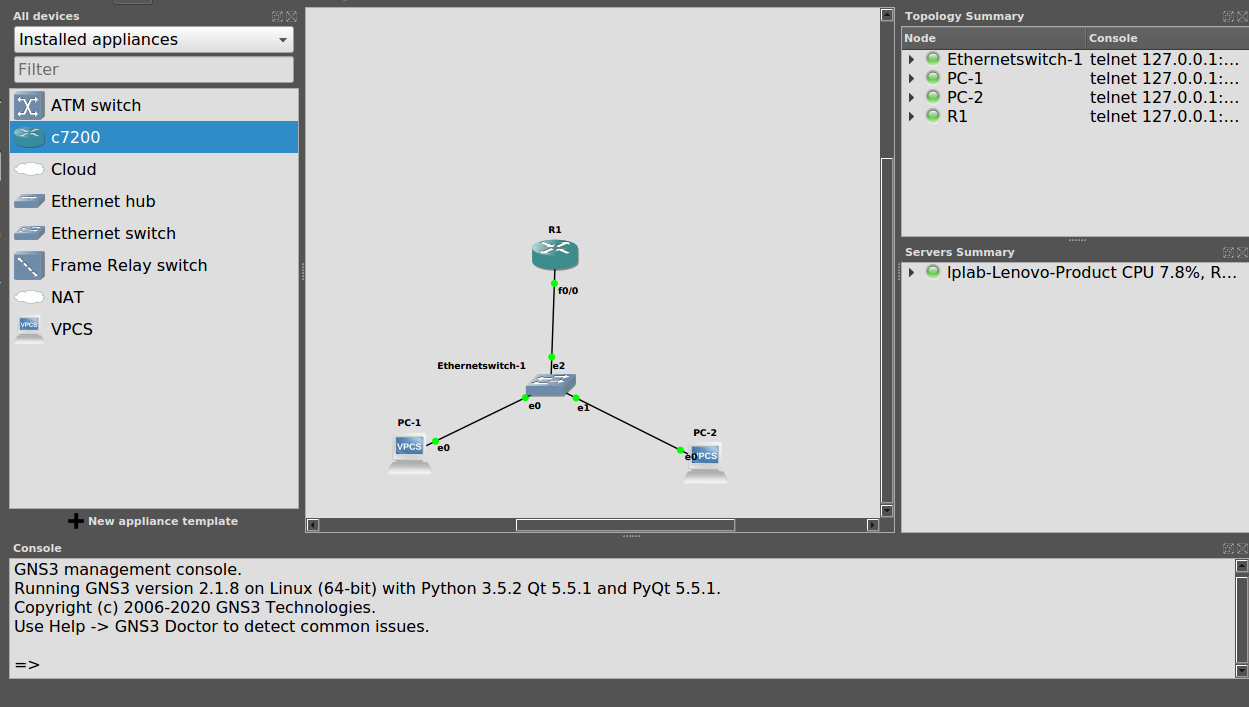 All devices
Installed appliances
Filter
ATM switch
c7200
Cloud
Ethernet hub
Ethernet switch
Frame Relay switch
NAT
VPCS
VPCS
New appliance template
R1
f0/0
Ethernetswitch-1
e2
e0
e1
PC-1
VPCS
e0
PC-2
e0
VPCS
Topology Summary
Node Console
Ethernetswitch-1 telnet 127.0.0.1:...
PC-1 telnet 127.0.0.1:...
PC-2 telnet 127.0.0.1:...
R1 telnet 127.0.0.1:...
Servers Summary
lplab-Lenovo-Product CPU 7.8%, R...
Console
GNS3 management console.
Running GNS3 version 2.1.8 on Linux (64-bit) with Python 3.5.2 Qt 5.5.1 and PyQt 5.5.1.
Copyright (c) 2006-2020 GNS3 Technologies.
Use Help -> GNS3 Doctor to detect common issues.
=>